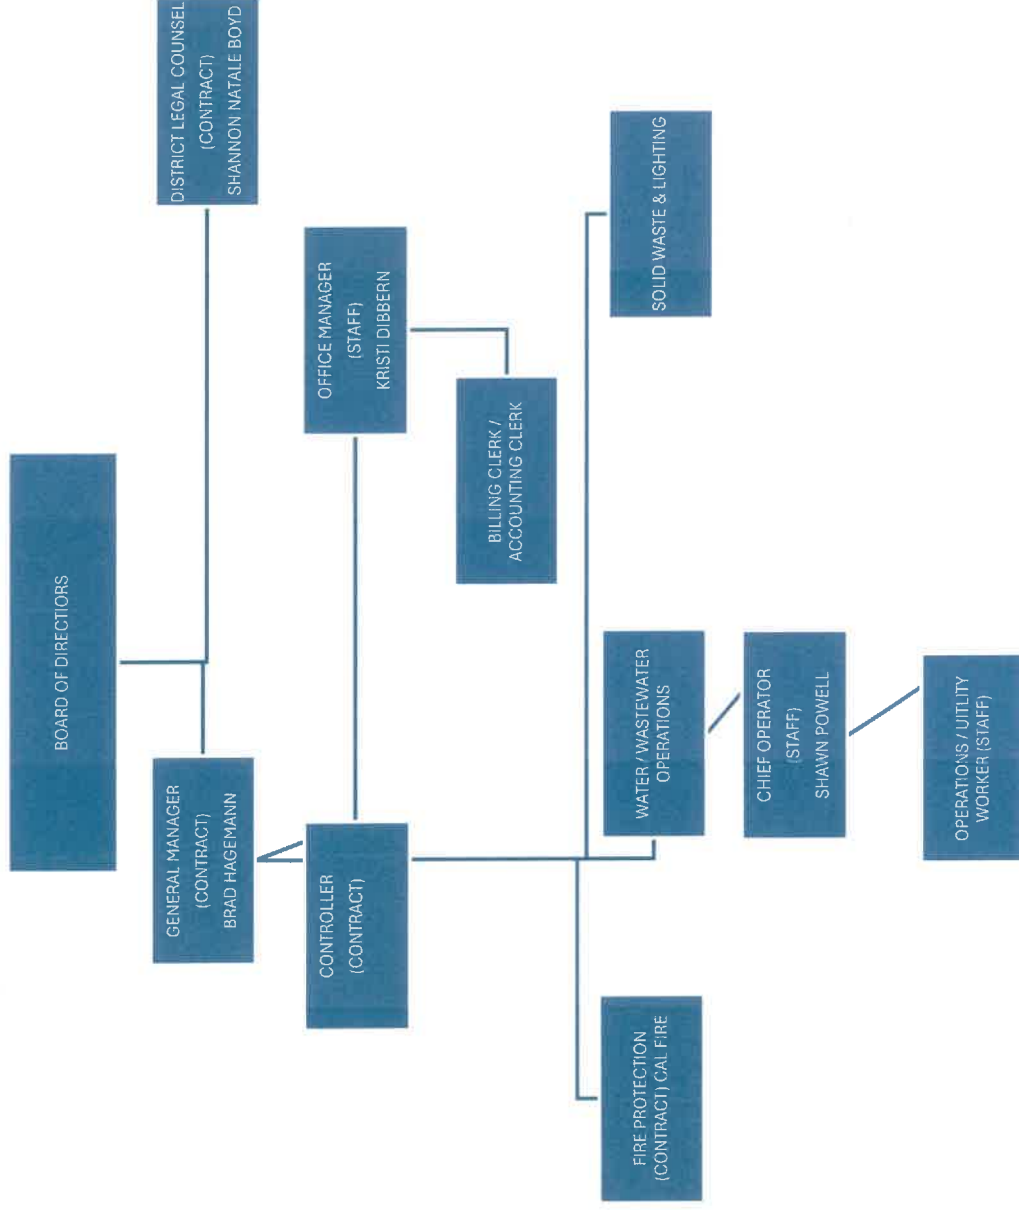 BOARD OF DIRECTIORS
GENERAL MANAGER
(CONTRACT)
BRAD HAGEMANN
DISTRICT LEGAL COUNSEL
(CONTRACT)
SHANNON NATALE BOYD
CONTROLLER
(CONTRACT)
OFFICE MANAGER
(STAFF)
KRISTI DIBBERN
BILLING CLERK /
ACCOUNTING CLERK
FIRE PROTECTION
(CONTRACT) CAL FIRE
WATER / WASTEWATER
OPERATIONS
SOLID WASTE & LIGHTING
CHIEF OPERATOR
(STAFF)
SHAWN POWELL
OPERATIONS / UITLITY
WORKER (STAFF)